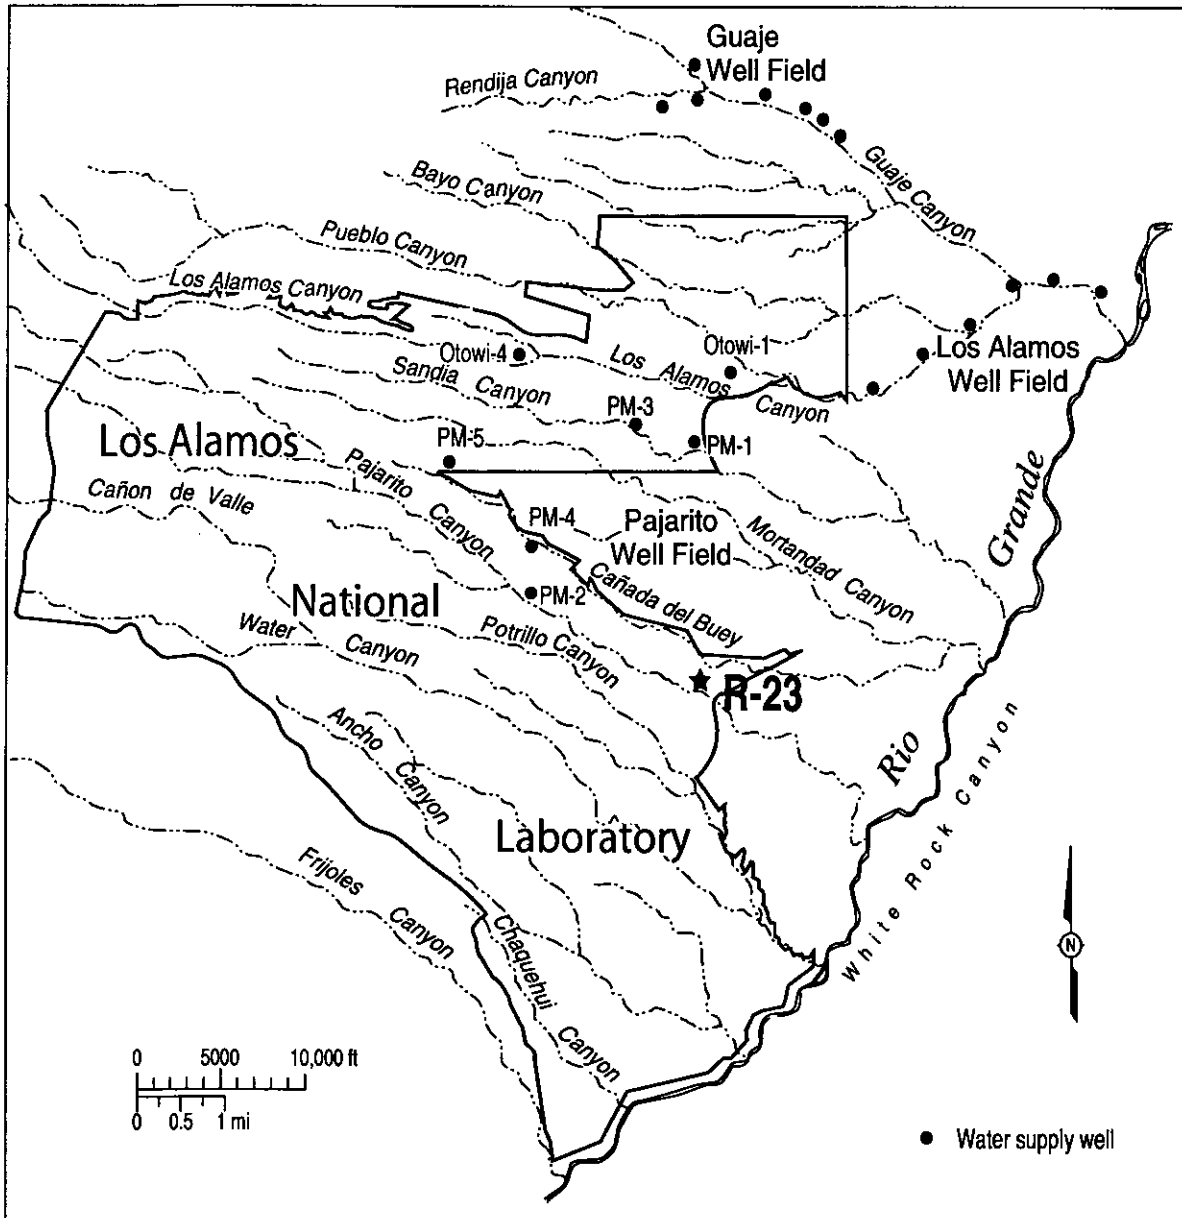 Guaje
Well Field
Rendija Canyon
Guaje Canyon
Bayo Canyon
Pueblo Canyon
Los Alamos Canyon
Otowi-4
Los Alamos
Canyon
Otowi-1
Los Alamos
Well Field
Sandia Canyon
PM-3
PM-1
PM-5
Los Alamos
Pajarito
Canyon
Cañon de Valle
PM-4
Pajarito
Well Field
Mortandad Canyon
Rio Grande
PM-2
Cañada del Buey
National
Water Canyon
Potrillo Canyon
R-23
Ancho
Canyon
White Rock Canyon
Laboratory
Frijoles
Canyon
Chaquehui
Canyon
N
0 5000 10,000 ft
0 0.5 1 mi
Water supply well